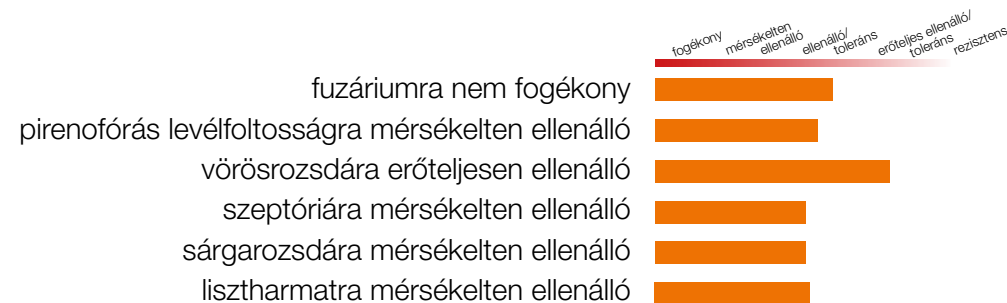 fogékony
mérsékelten
ellenálló
ellenálló/
toleráns
erőteljes ellenálló/
toleráns
rezisztens
fuzáriumra nem fogékony
pirenofórás levélfoltosságra mérsékelten ellenálló
vörösrozsdára erőteljesen ellenálló
szeptóriára mérsékelten ellenálló
sárgarozsdára mérsékelten ellenálló
lisztharmatra mérsékelten ellenálló